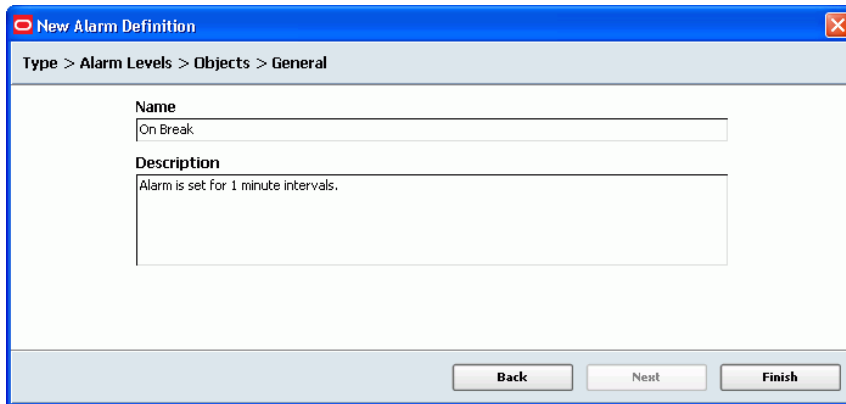 New Alarm Definition
Type > Alarm Levels > Objects > General
Name
On Break
Description
Alarm is set for 1 minute intervals.
Back Next Finish